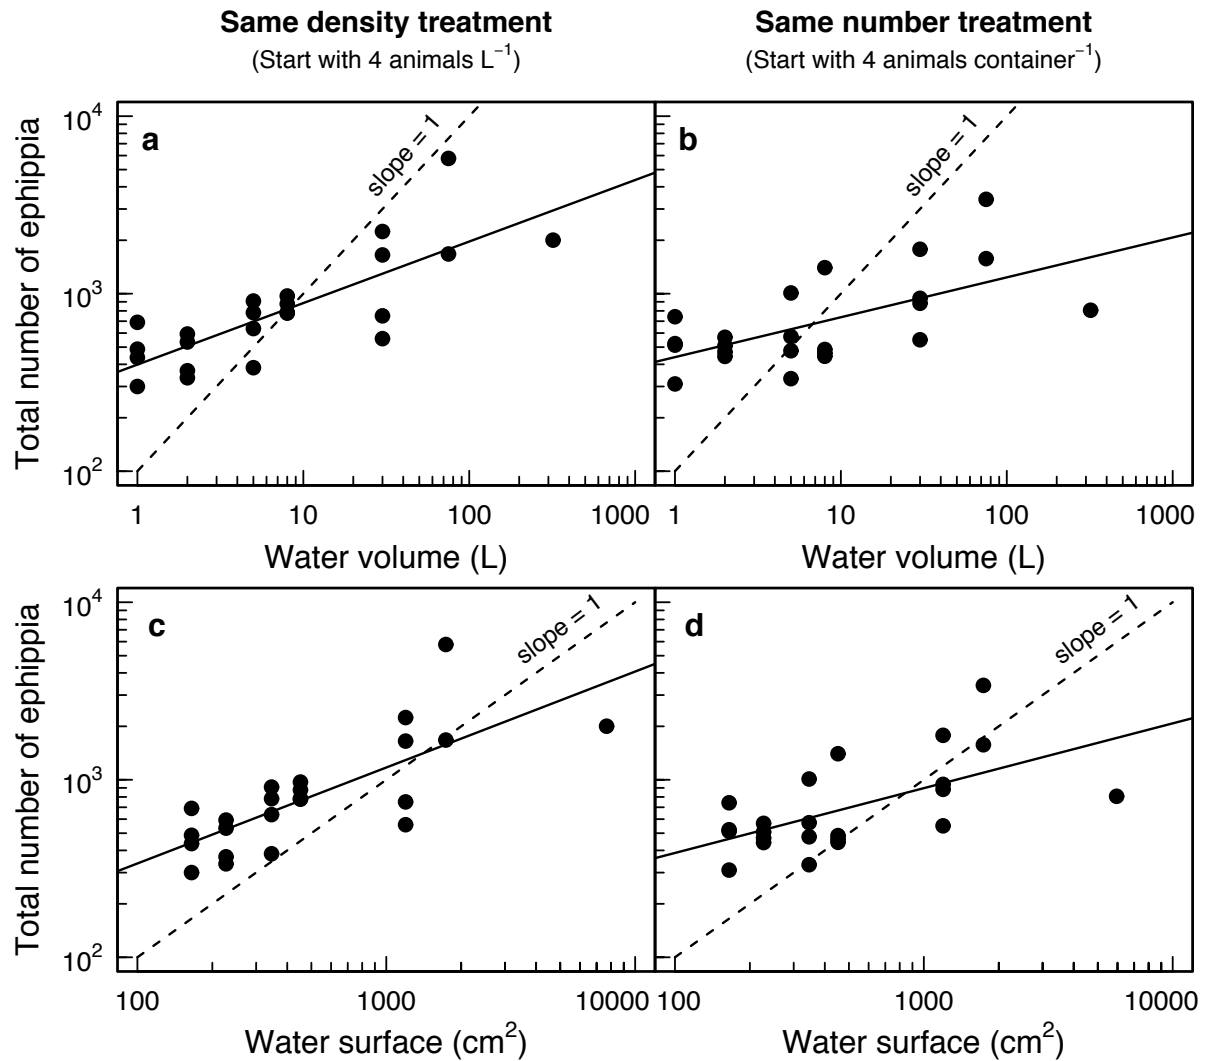 Same density treatment
(Start with 4 animals L⁻¹)
Same number treatment
(Start with 4 animals container⁻¹)
Total number of ephippia
10⁴
10³
10²
a
slope = 1
1 10 100 1000
Water volume (L)
b
slope = 1
1 10 100 1000
Water volume (L)
Total number of ephippia
10⁴
10³
10²
c
slope = 1
100 1000 10000
Water surface (cm²)
d
slope = 1
100 1000 10000
Water surface (cm²)